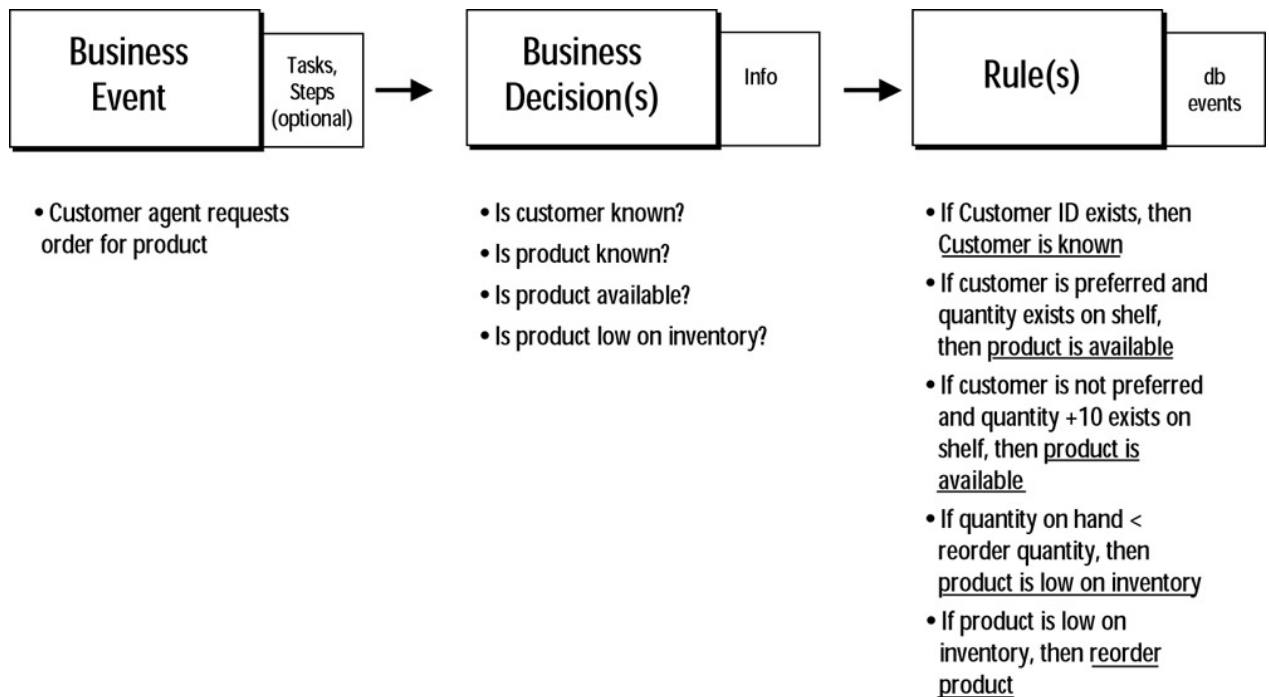 Business
Event
Tasks,
Steps
(optional)
Business
Decision(s)
Info
Rule(s)
db
events
• Customer agent requests
order for product
• Is customer known?
• Is product known?
• Is product available?
• Is product low on inventory?
• If Customer ID exists, then
Customer is known
• If customer is preferred and
quantity exists on shelf,
then product is available
• If customer is not preferred
and quantity +10 exists on
shelf, then product is
available
• If quantity on hand <
reorder quantity, then
product is low on inventory
• If product is low on
inventory, then reorder
product